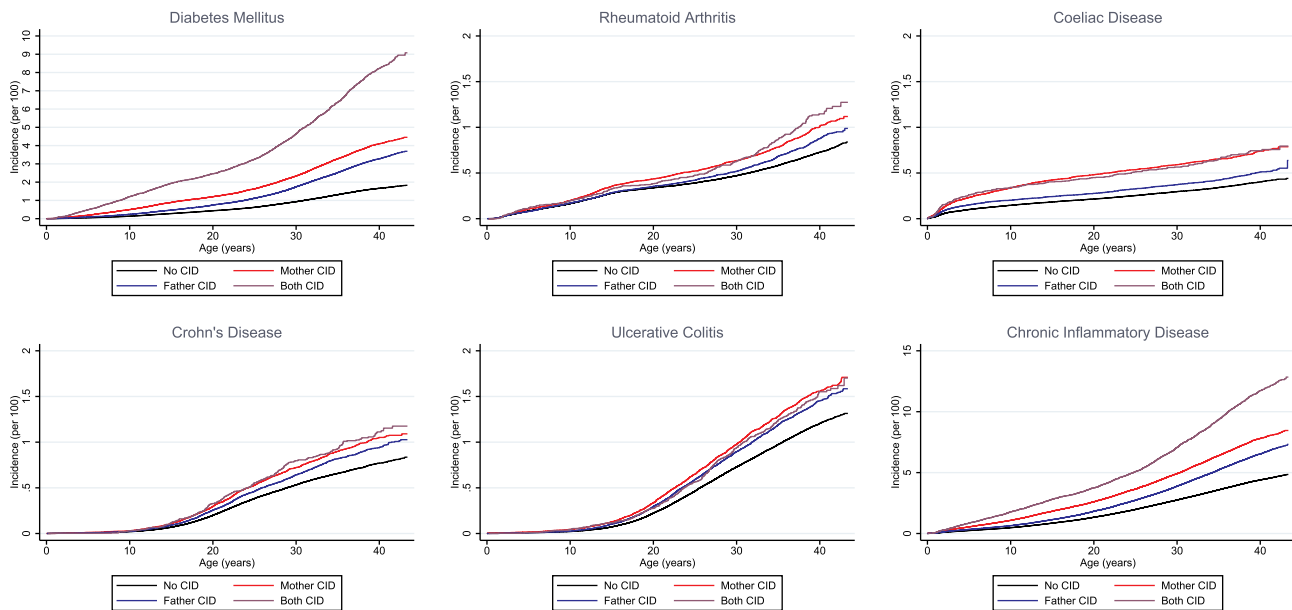 Diabetes Mellitus
Incidence (per 100)
10
9
8
7
6
5
4
3
2
1
0
0 10 20 30 40
Age (years)
No CID Mother CID
Father CID Both CID
Rheumatoid Arthritis
Incidence (per 100)
2
1.5
1
.5
0
0 10 20 30 40
Age (years)
No CID Mother CID
Father CID Both CID
Coeliac Disease
Incidence (per 100)
2
1.5
1
.5
0
0 10 20 30 40
Age (years)
No CID Mother CID
Father CID Both CID
Crohn's Disease
Incidence (per 100)
2
1.5
1
.5
0
0 10 20 30 40
Age (years)
No CID Mother CID
Father CID Both CID
Ulcerative Colitis
Incidence (per 100)
2
1.5
1
.5
0
0 10 20 30 40
Age (years)
No CID Mother CID
Father CID Both CID
Chronic Inflammatory Disease
Incidence (per 100)
15
10
5
0
0 10 20 30 40
Age (years)
No CID Mother CID
Father CID Both CID